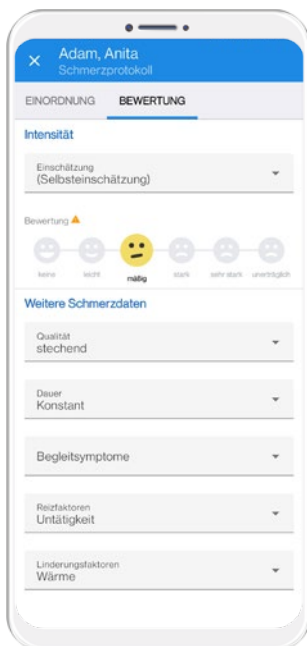 Adam, Anita
Schmerzprotokoll
EINORDNUNG BEWERTUNG
Intensität
Einschätzung
(Selbsteinschätzung)
Bewertung
keine leicht mäßig stark sehr stark unerträglich
Weitere Schmerzdaten
Qualität
stechend
Dauer
Konstant
Begleitsymptome
Reizfaktoren
Untätigkeit
Linderungsfaktoren
Wärme